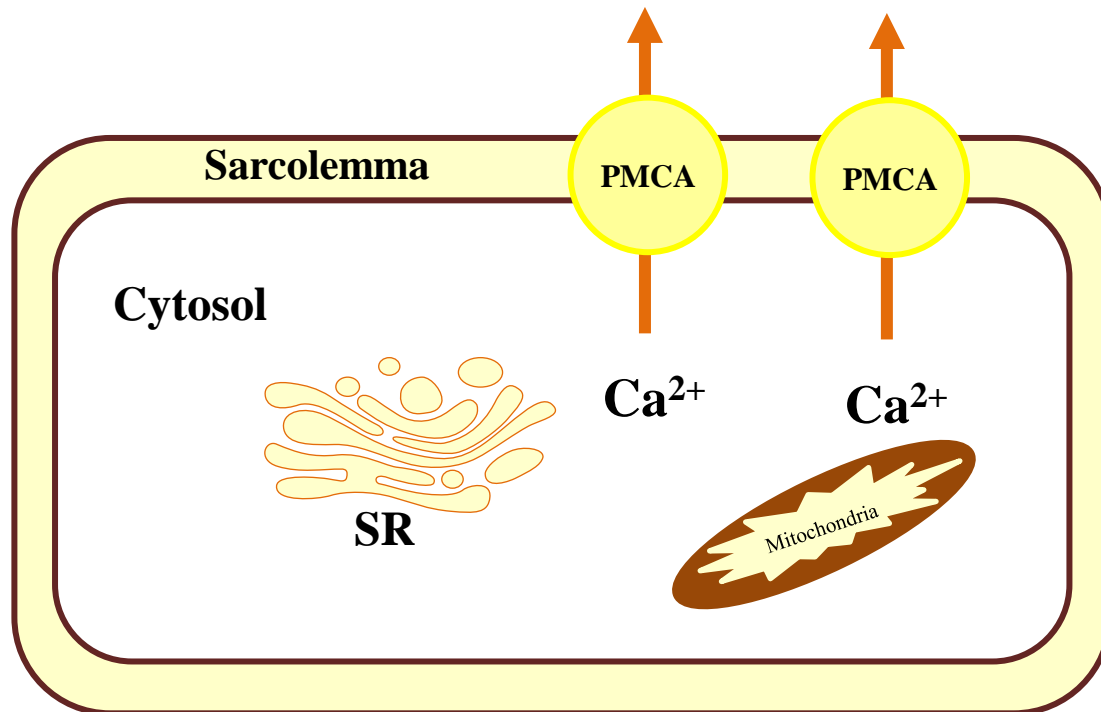 Sarcolemma
PMCA
PMCA
Cytosol
Ca²⁺
Ca²⁺
SR
Mitochondria